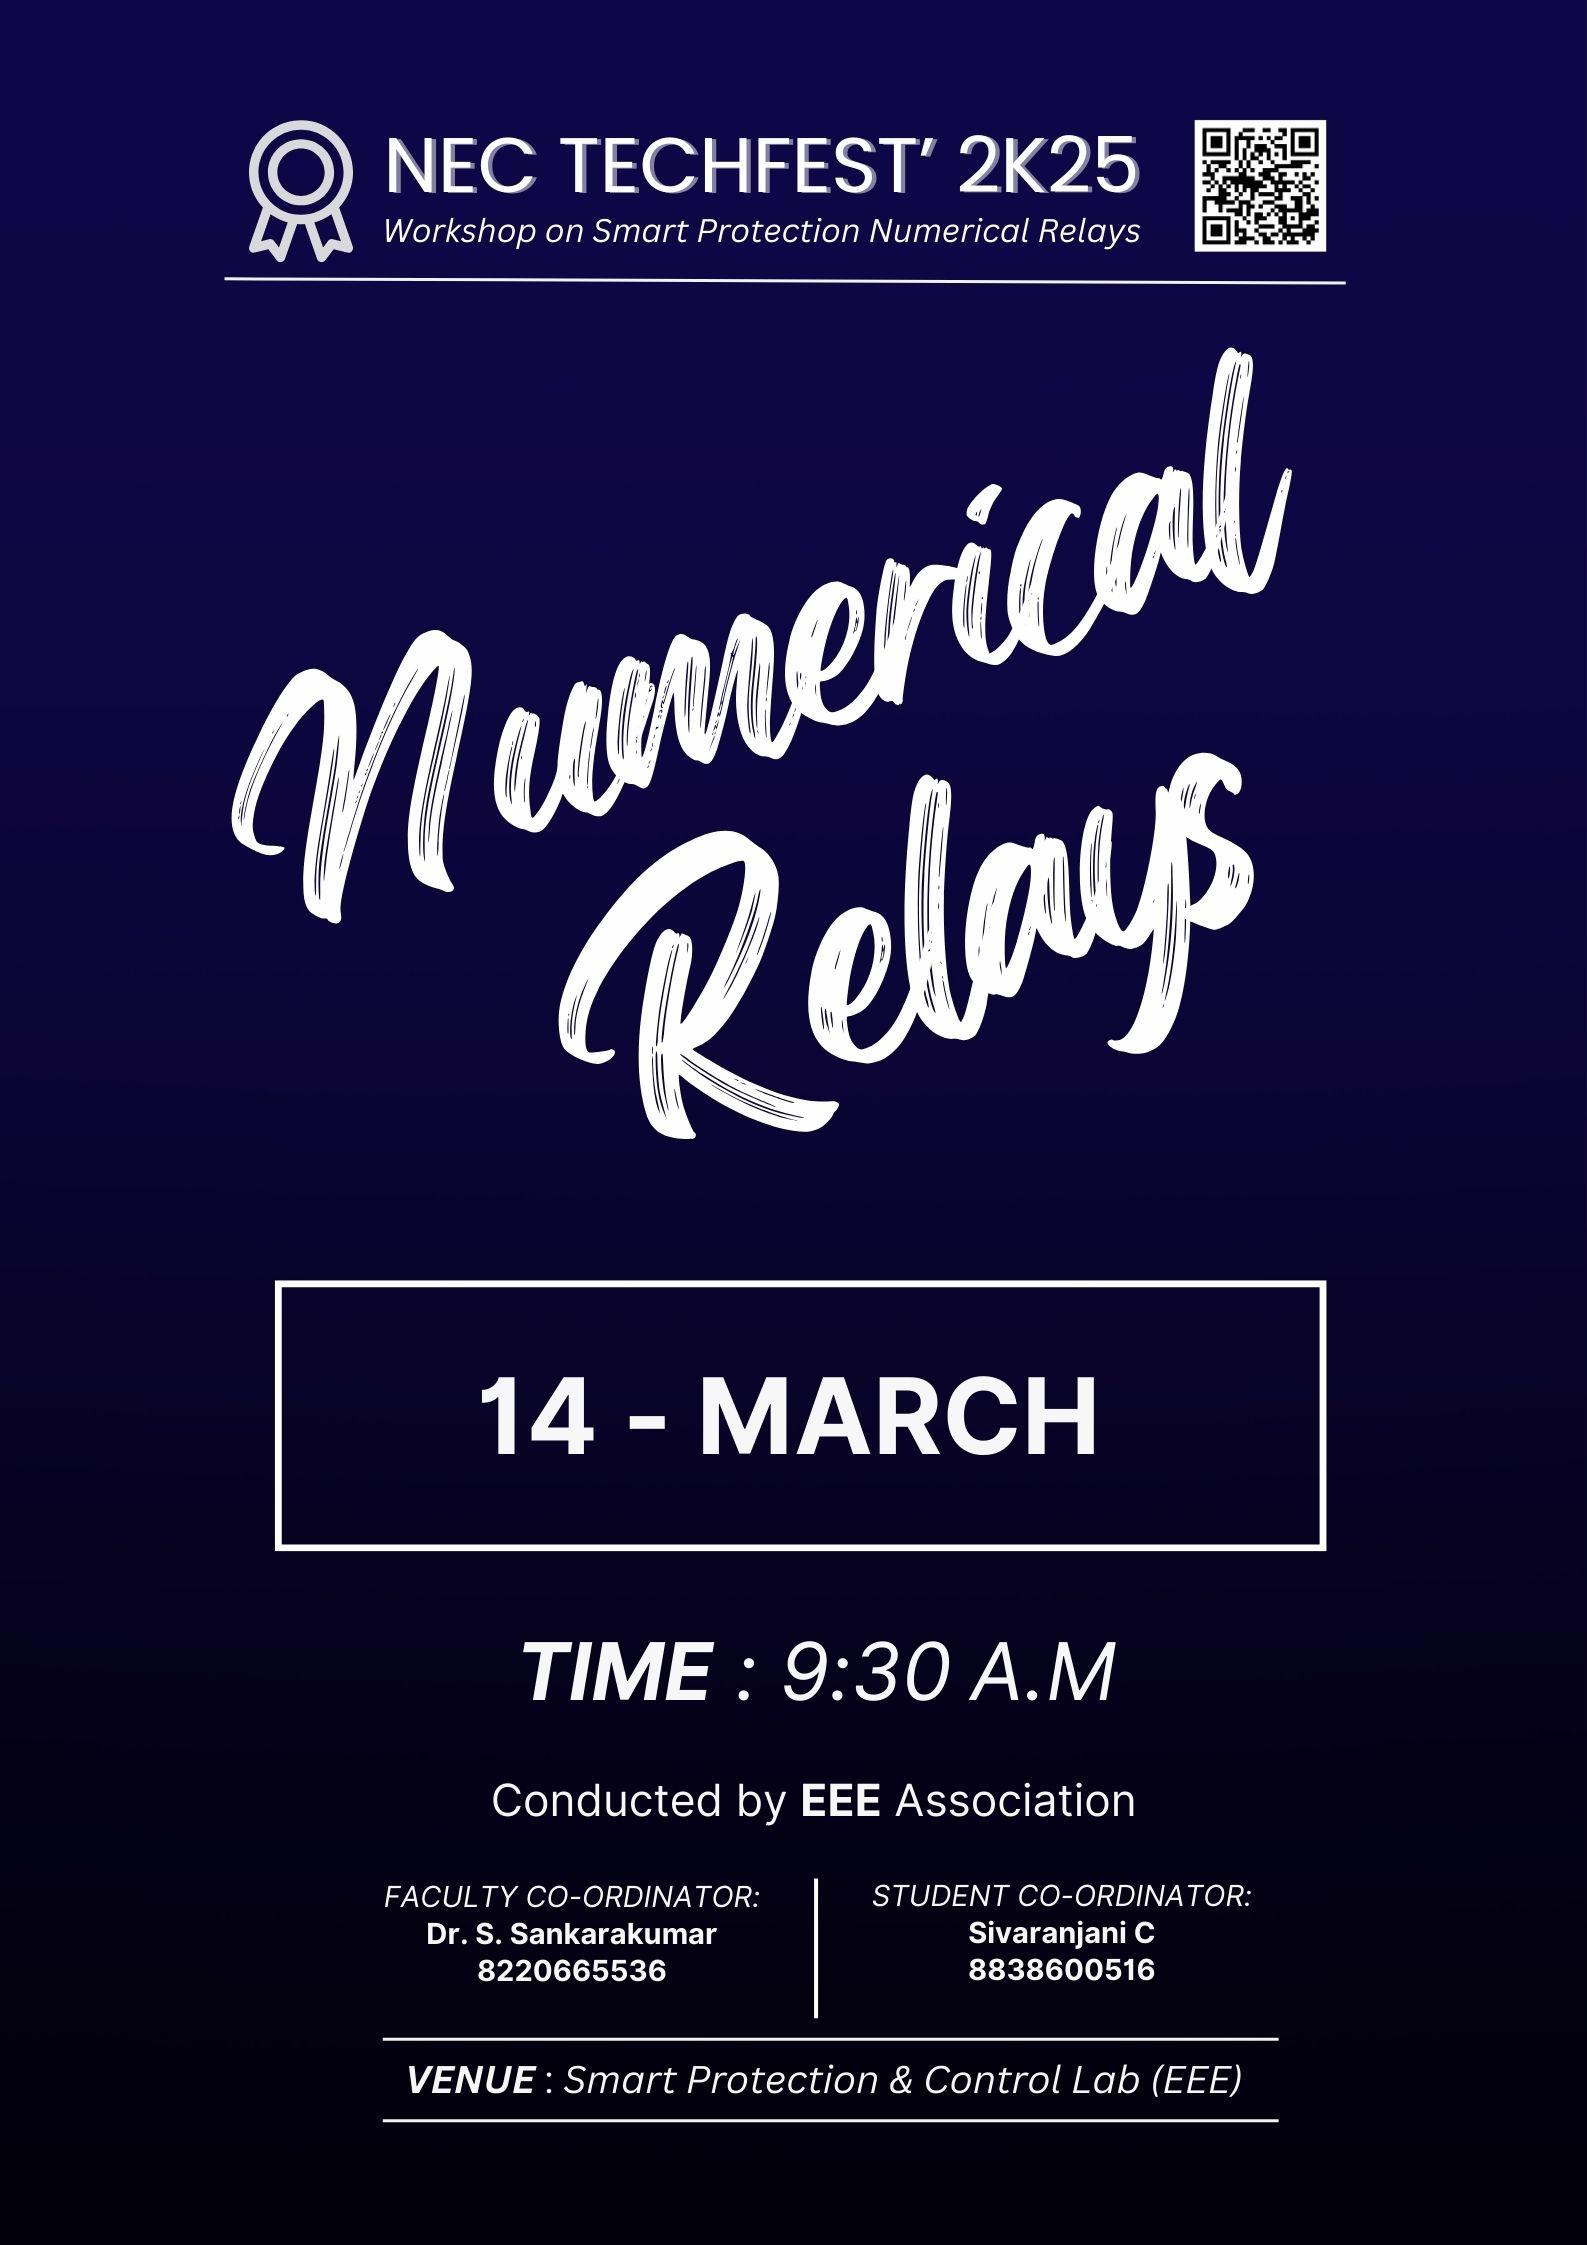 NEC TECHFEST’ 2K25
Workshop on Smart Protection Numerical Relays
Numerical
Relays
14 - MARCH
TIME : 9:30 A.M
Conducted by EEE Association
FACULTY CO-ORDINATOR:
Dr. S. Sankarakumar
8220665536
STUDENT CO-ORDINATOR:
Sivaranjani C
8838600516
VENUE : Smart Protection & Control Lab (EEE)